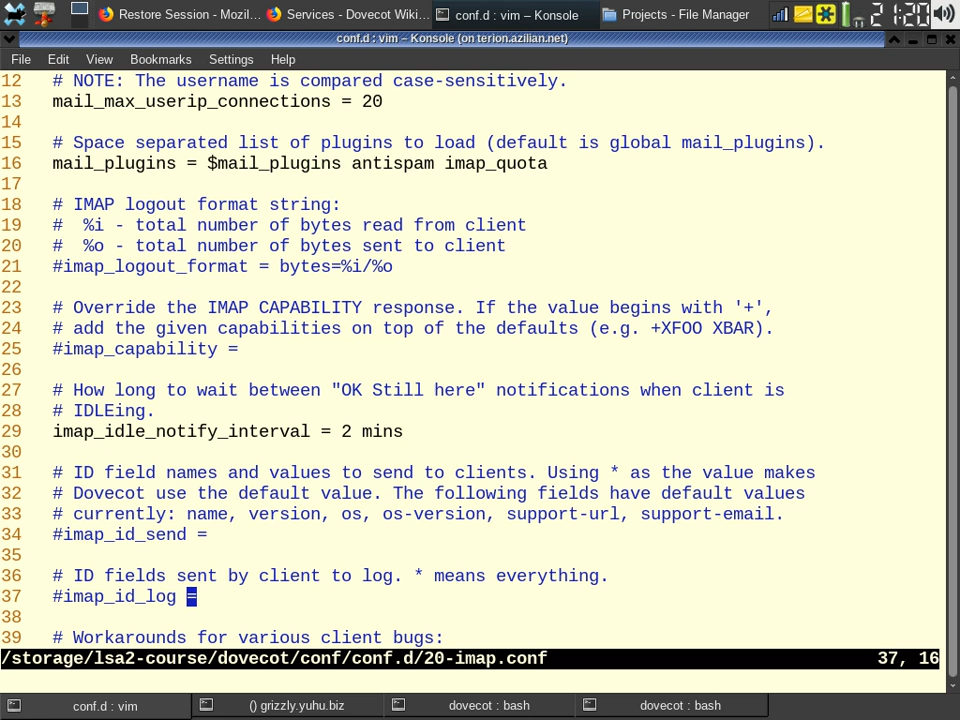 Restore Session - Mozil... Services - Dovecot Wiki... conf.d : vim – Konsole Projects - File Manager 21:20
conf.d : vim – Konsole (on terion.azilian.net)
File Edit View Bookmarks Settings Help
12 # NOTE: The username is compared case-sensitively.
13 mail_max_userip_connections = 20
14
15 # Space separated list of plugins to load (default is global mail_plugins).
16 mail_plugins = $mail_plugins antispam imap_quota
17
18 # IMAP logout format string:
19 #  %i - total number of bytes read from client
20 #  %o - total number of bytes sent to client
21 #imap_logout_format = bytes=%i/%o
22
23 # Override the IMAP CAPABILITY response. If the value begins with '+',
24 # add the given capabilities on top of the defaults (e.g. +XFOO XBAR).
25 #imap_capability =
26
27 # How long to wait between "OK Still here" notifications when client is
28 # IDLEing.
29 imap_idle_notify_interval = 2 mins
30
31 # ID field names and values to send to clients. Using * as the value makes
32 # Dovecot use the default value. The following fields have default values
33 # currently: name, version, os, os-version, support-url, support-email.
34 #imap_id_send =
35
36 # ID fields sent by client to log. * means everything.
37 #imap_id_log =
38
39 # Workarounds for various client bugs:
/storage/lsa2-course/dovecot/conf/conf.d/20-imap.conf 37, 16
conf.d : vim () grizzly.yuhu.biz dovecot : bash dovecot : bash